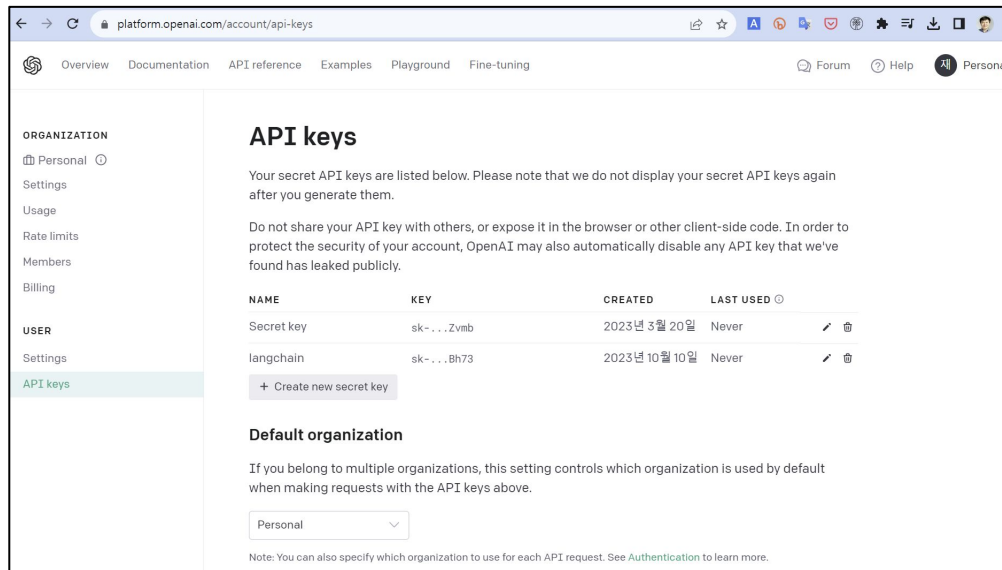 platform.openai.com/account/api-keys
Overview Documentation API reference Examples Playground Fine-tuning Forum Help 재 Persona
ORGANIZATION
Personal
Settings
Usage
Rate limits
Members
Billing
USER
Settings
API keys
API keys
Your secret API keys are listed below. Please note that we do not display your secret API keys again
after you generate them.
Do not share your API key with others, or expose it in the browser or other client-side code. In order to
protect the security of your account, OpenAI may also automatically disable any API key that we've
found has leaked publicly.
NAME KEY CREATED LAST USED
Secret key sk-...Zvmb 2023년 3월 20일 Never
langchain sk-...Bh73 2023년 10월 10일 Never
+ Create new secret key
Default organization
If you belong to multiple organizations, this setting controls which organization is used by default
when making requests with the API keys above.
Personal
Note: You can also specify which organization to use for each API request. See Authentication to learn more.